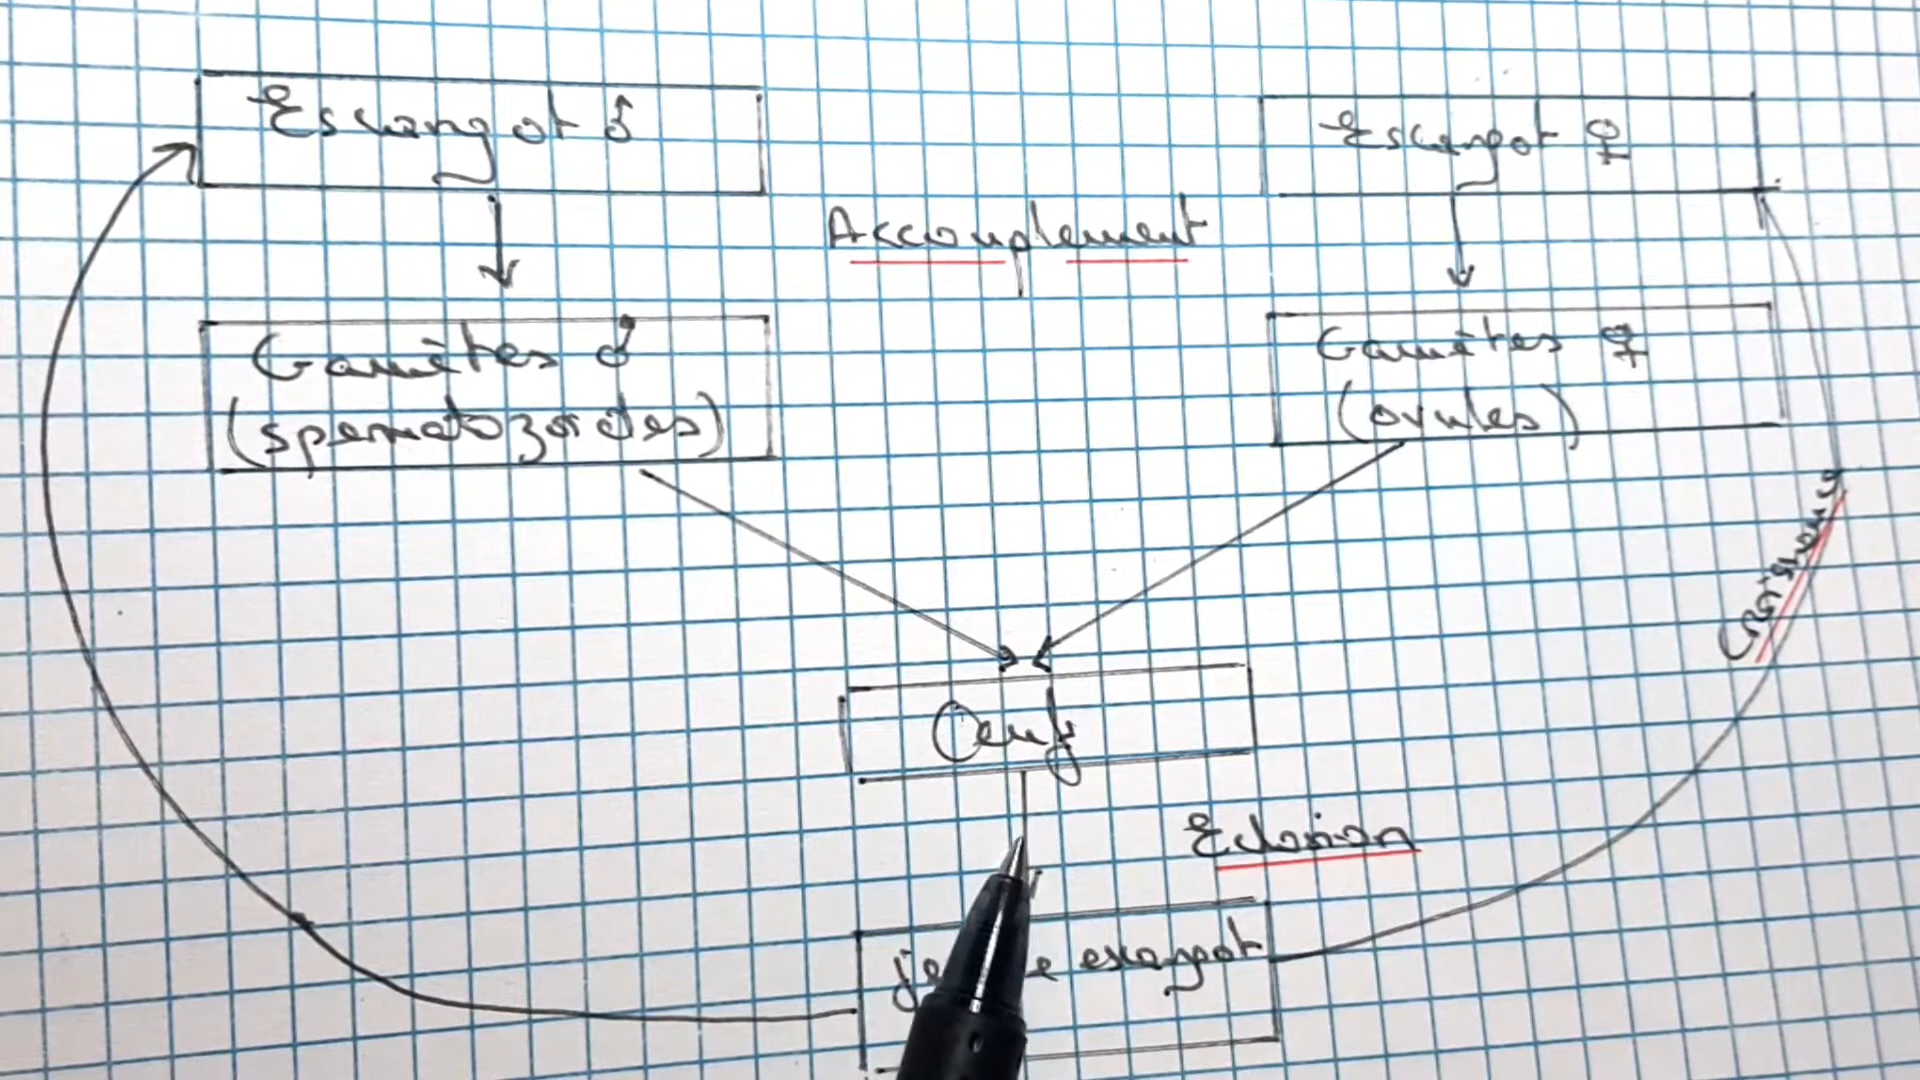 Escargot ♂
Escargot ♀
Accouplement
Gamètes ♂
(spermatozoïdes)
Gamètes ♀
(ovules)
Croissance
Oeuf
Eclosion
escargot